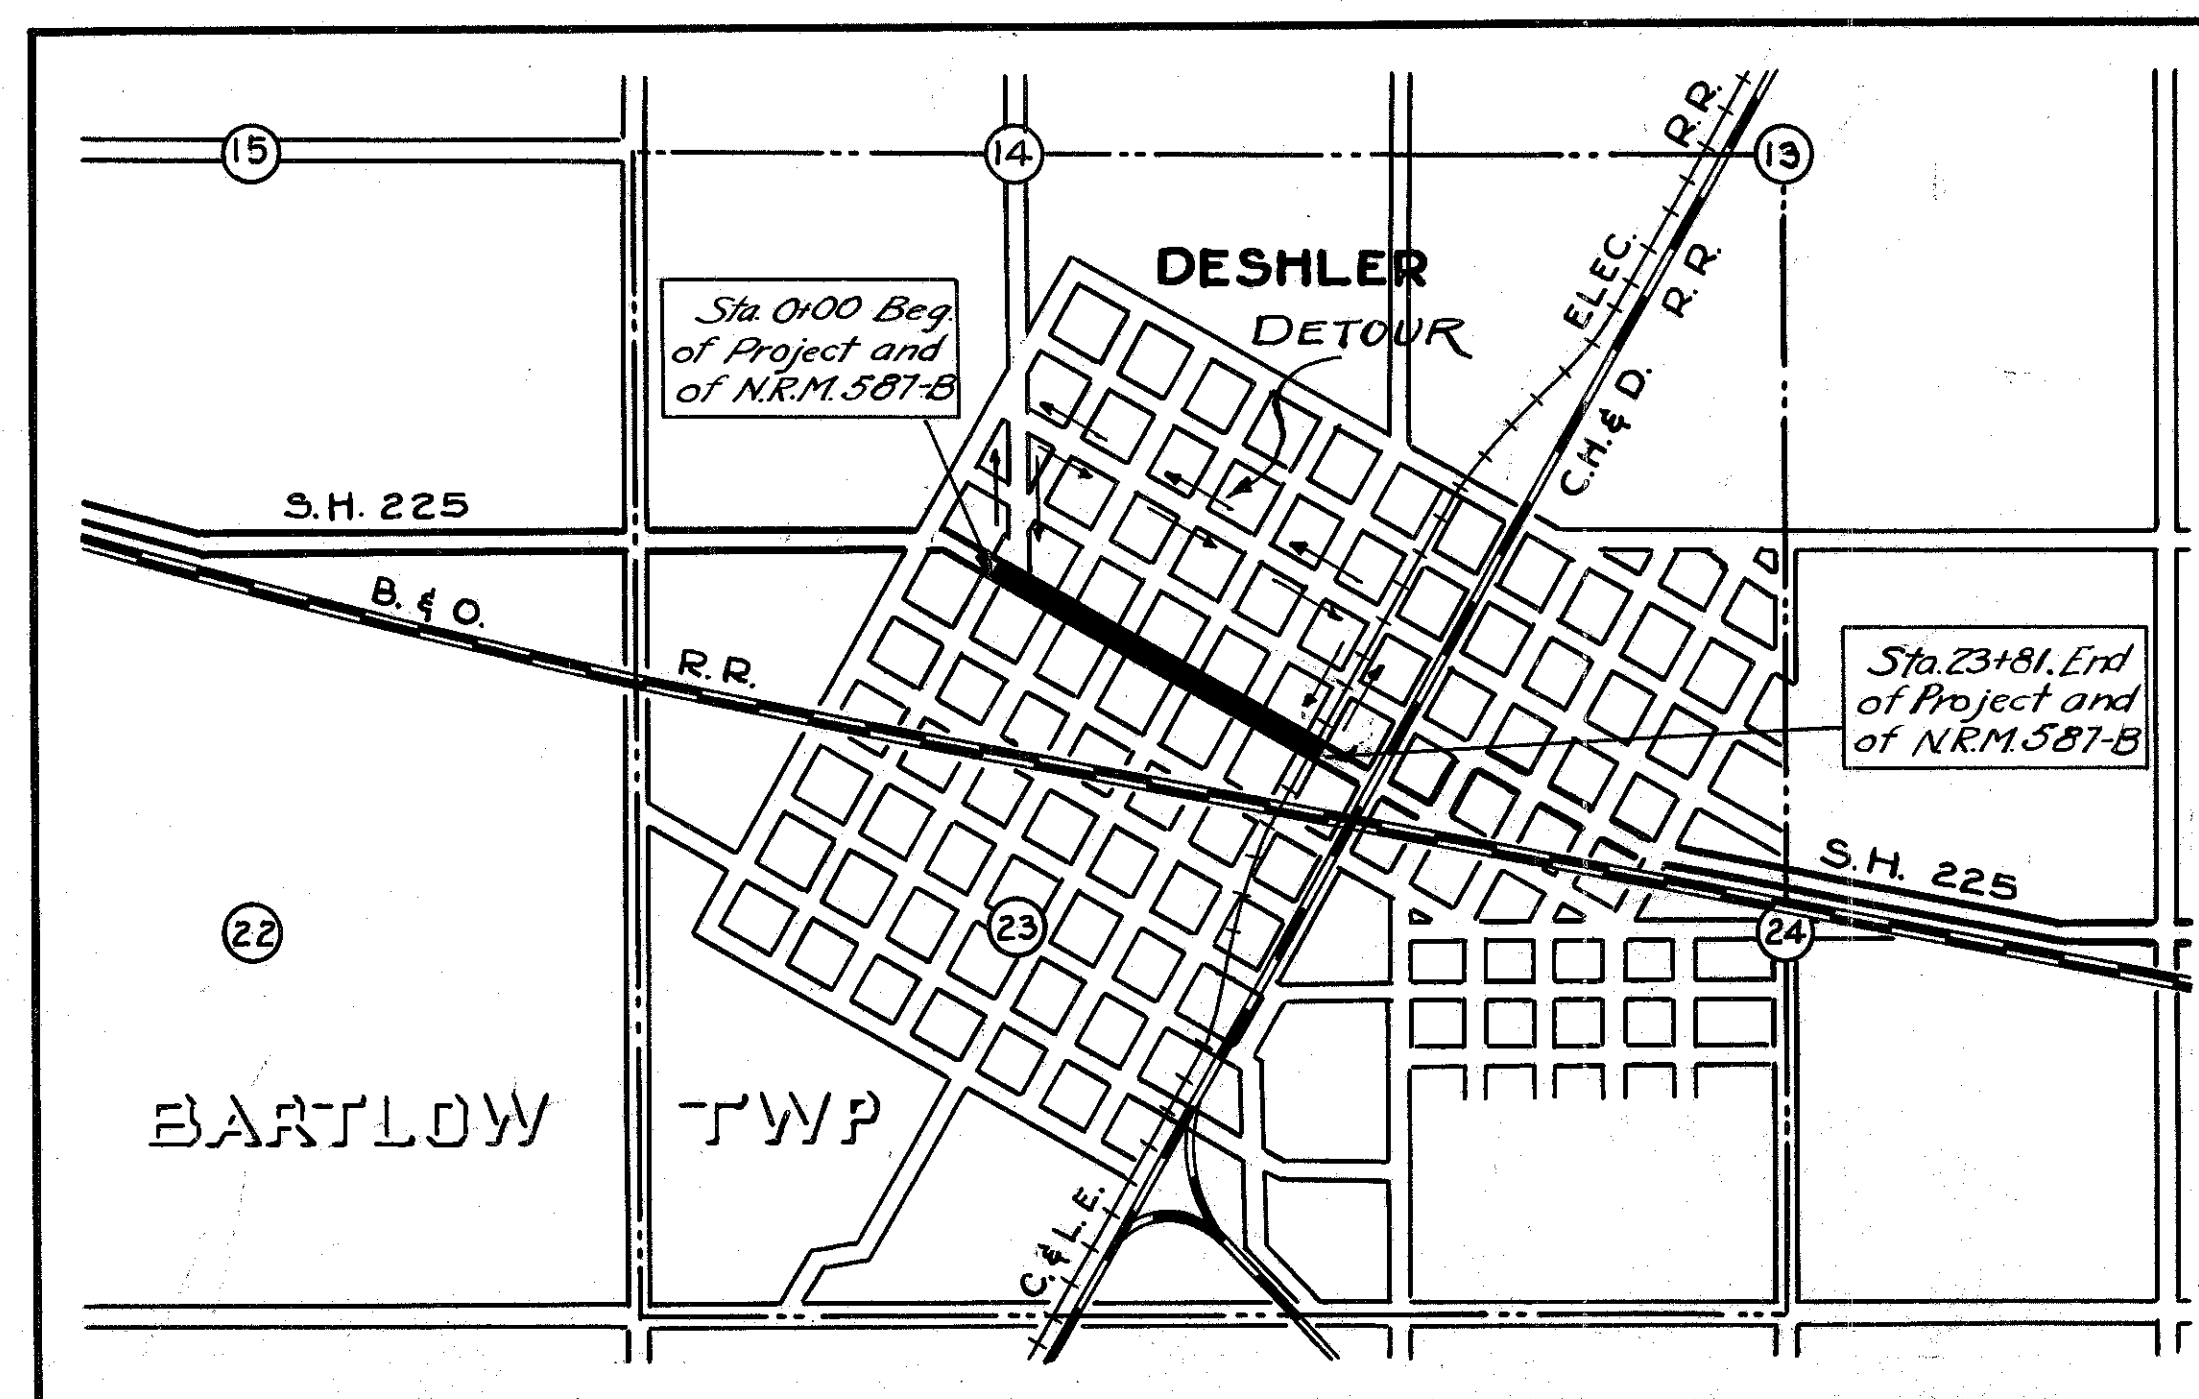 15
14
13
R.R.
ELEC.
R.R.
C.H. & D.
DESHLER
DETOUR
Sta. 0+00 Beg.
of Project and
of N.R.M. 587-B
S.H. 225
B. & O.
R.R.
Sta. 23+81. End
of Project and
of N.R.M. 587-B
S.H. 225
22
23
24
BARTLOW TWP
C. & L. E.